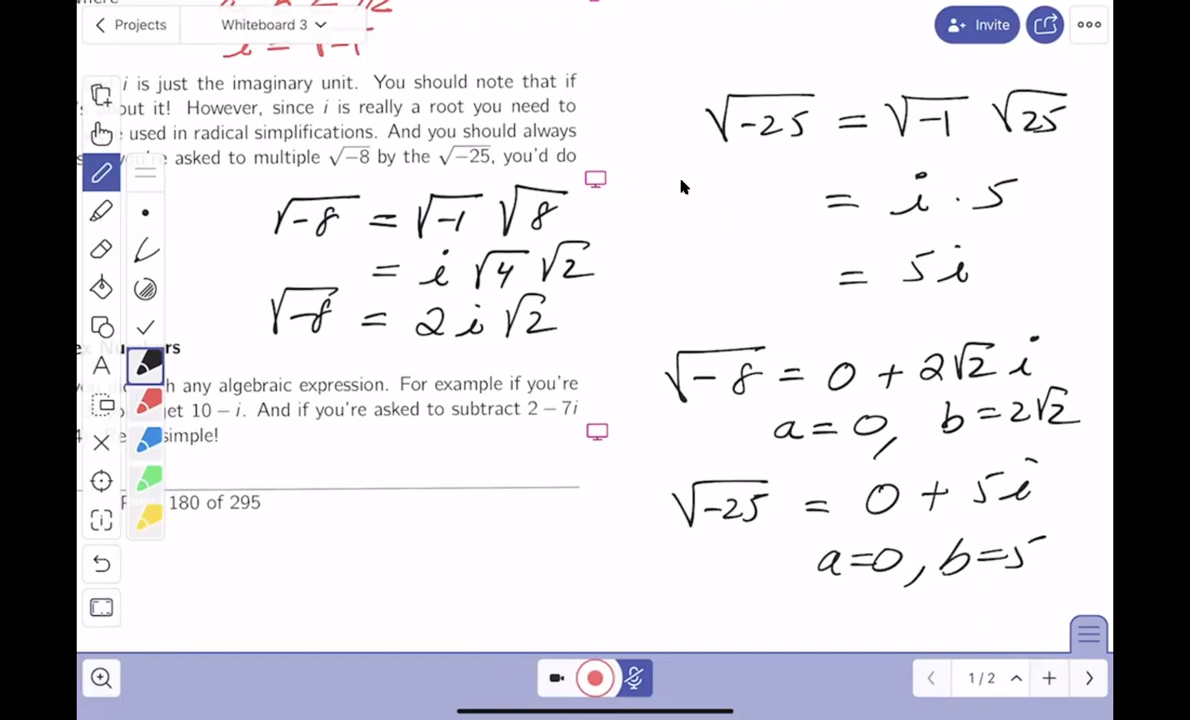 Projects
Whiteboard 3
Invite
i = √-1
i is just the imaginary unit. You should note that if
out it! However, since i is really a root you need to
used in radical simplifications. And you should always
asked to multiple √−8 by the √−25, you'd do
√-8 = √-1 √8
= i √4 √2
√-8 = 2i√2
any algebraic expression. For example if you're
et 10 − i. And if you're asked to subtract 2 − 7i
simple!
180 of 295
√-25 = √-1 √25
= i · 5
= 5i
√-8 = 0 + 2√2 i
a=0, b=2√2
√-25 = 0 + 5i
a=0, b=5
1/2